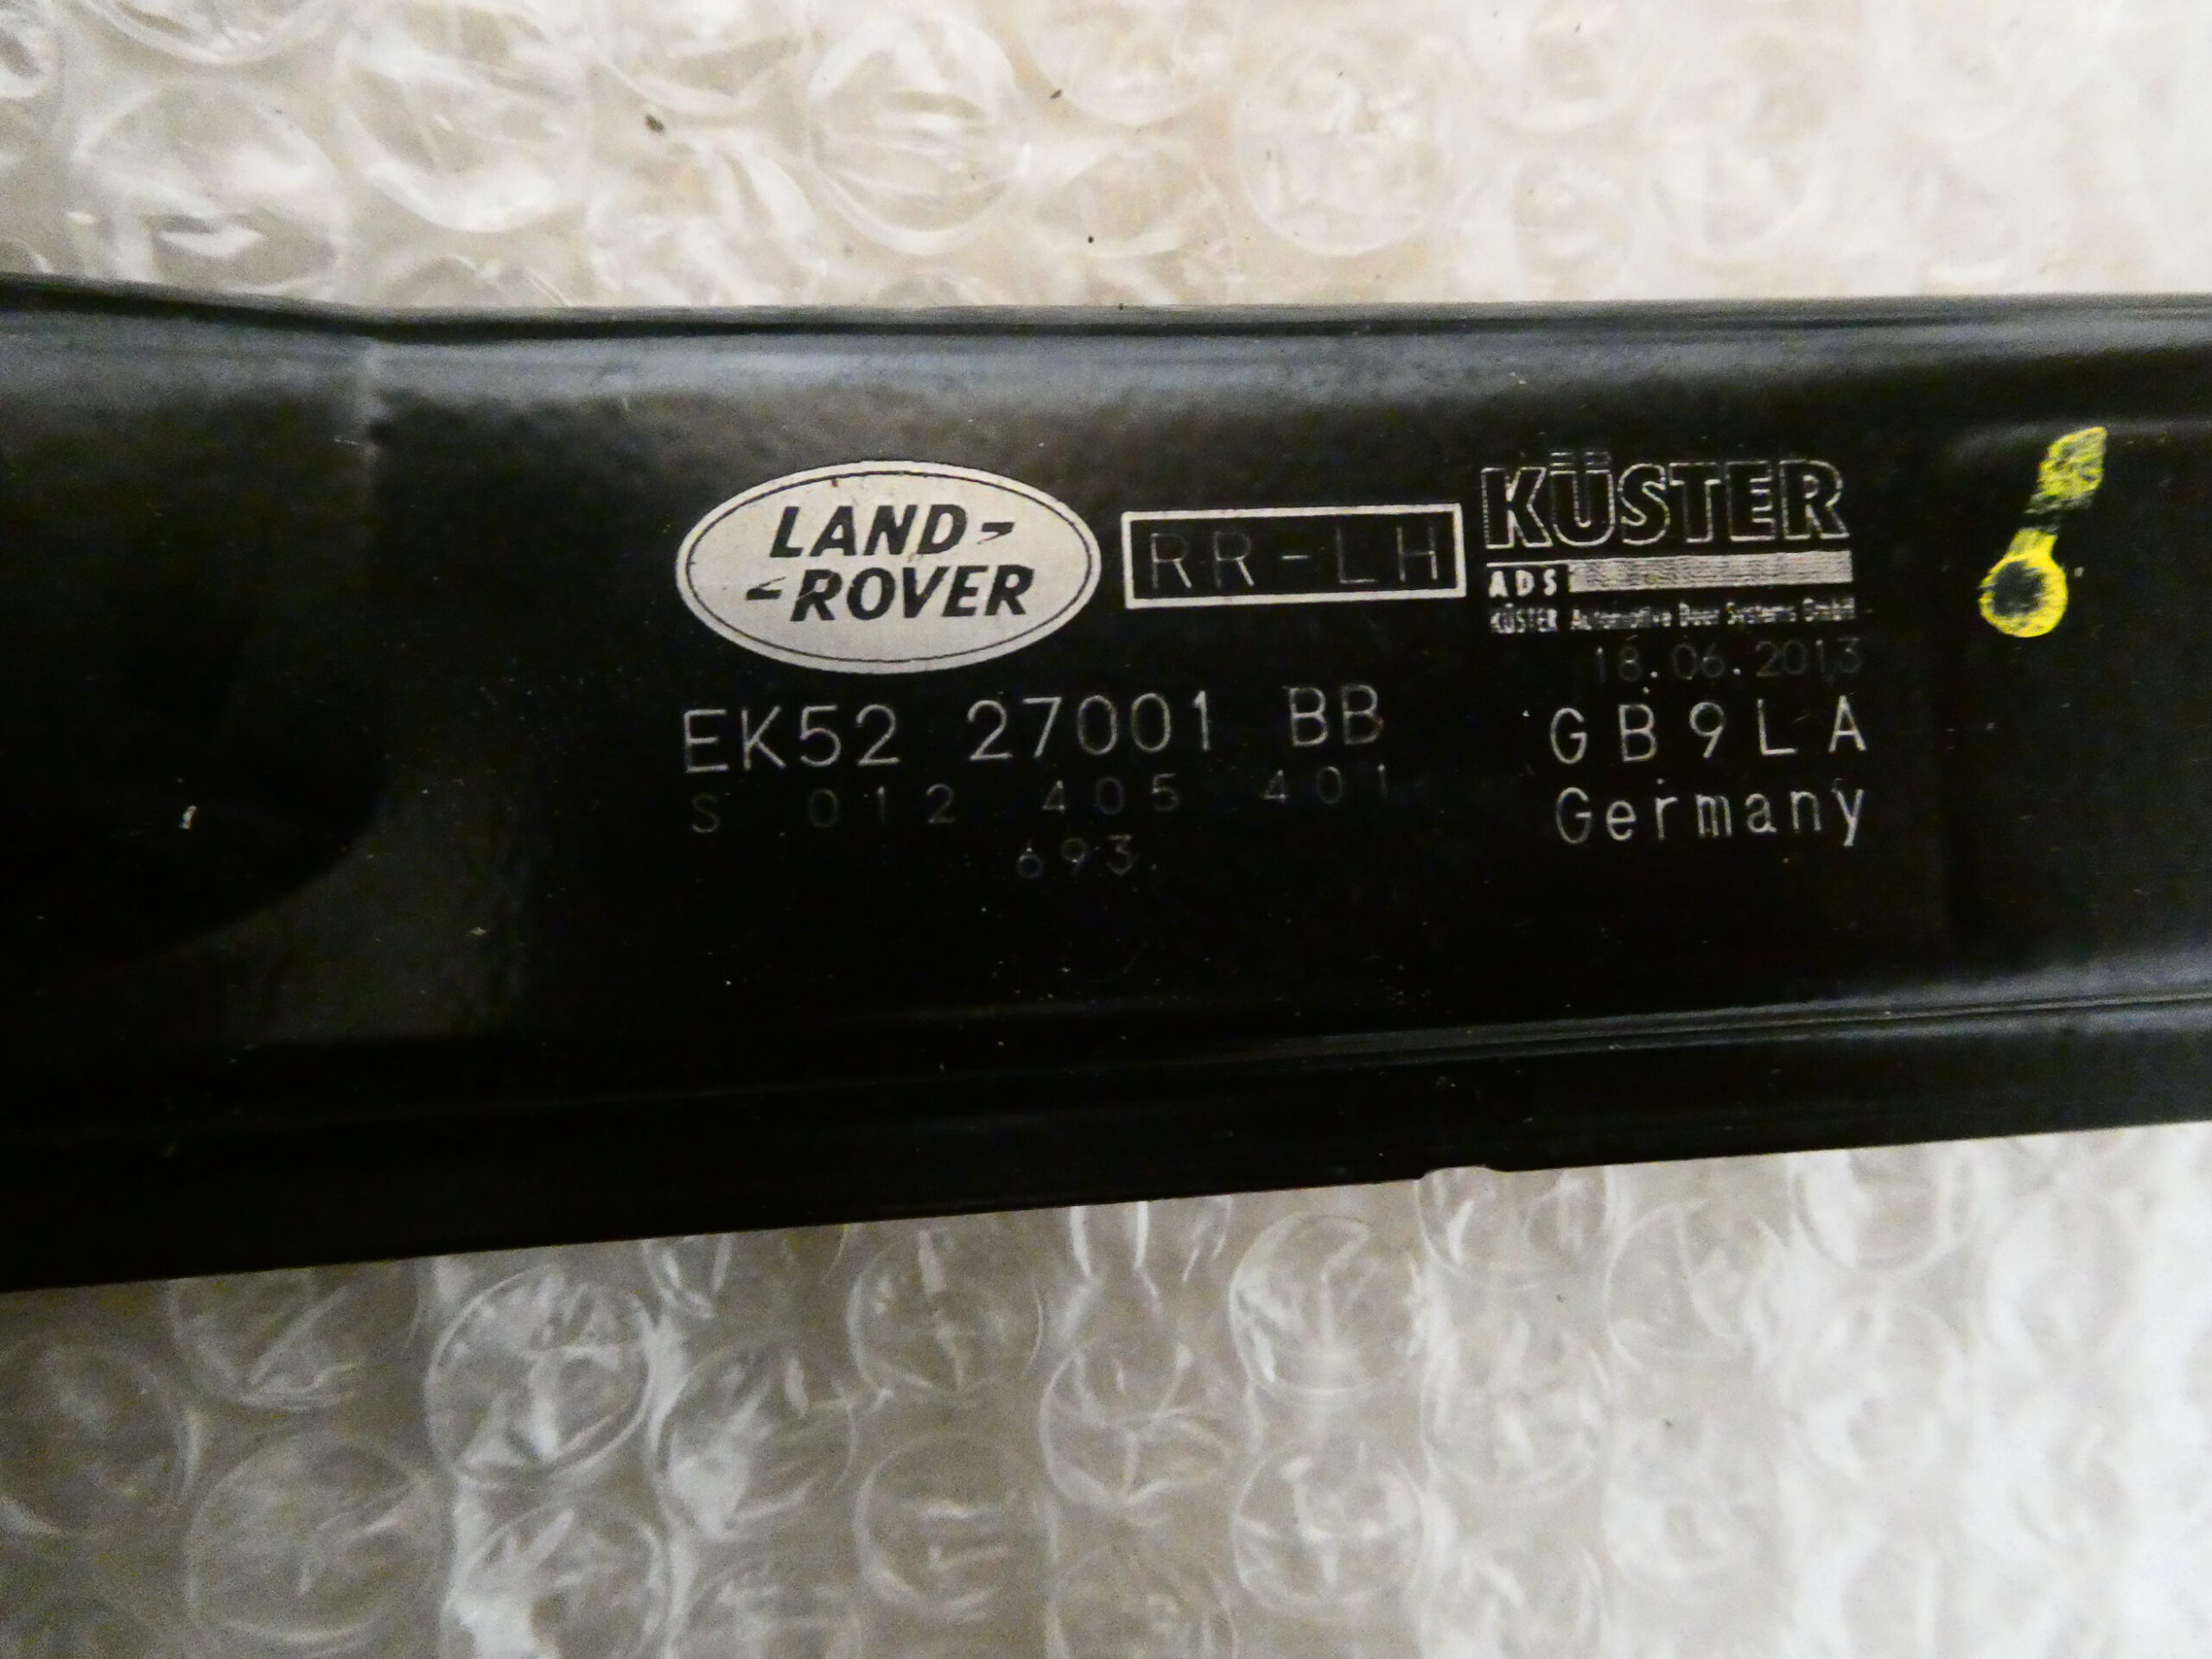 LAND-
-ROVER
RR-LH
KÜSTER
ADS
KÜSTER Automotive Door Systems GmbH
18.06.2013
EK52 27001 BB
GB9LA
S 012 405 401
Germany
693